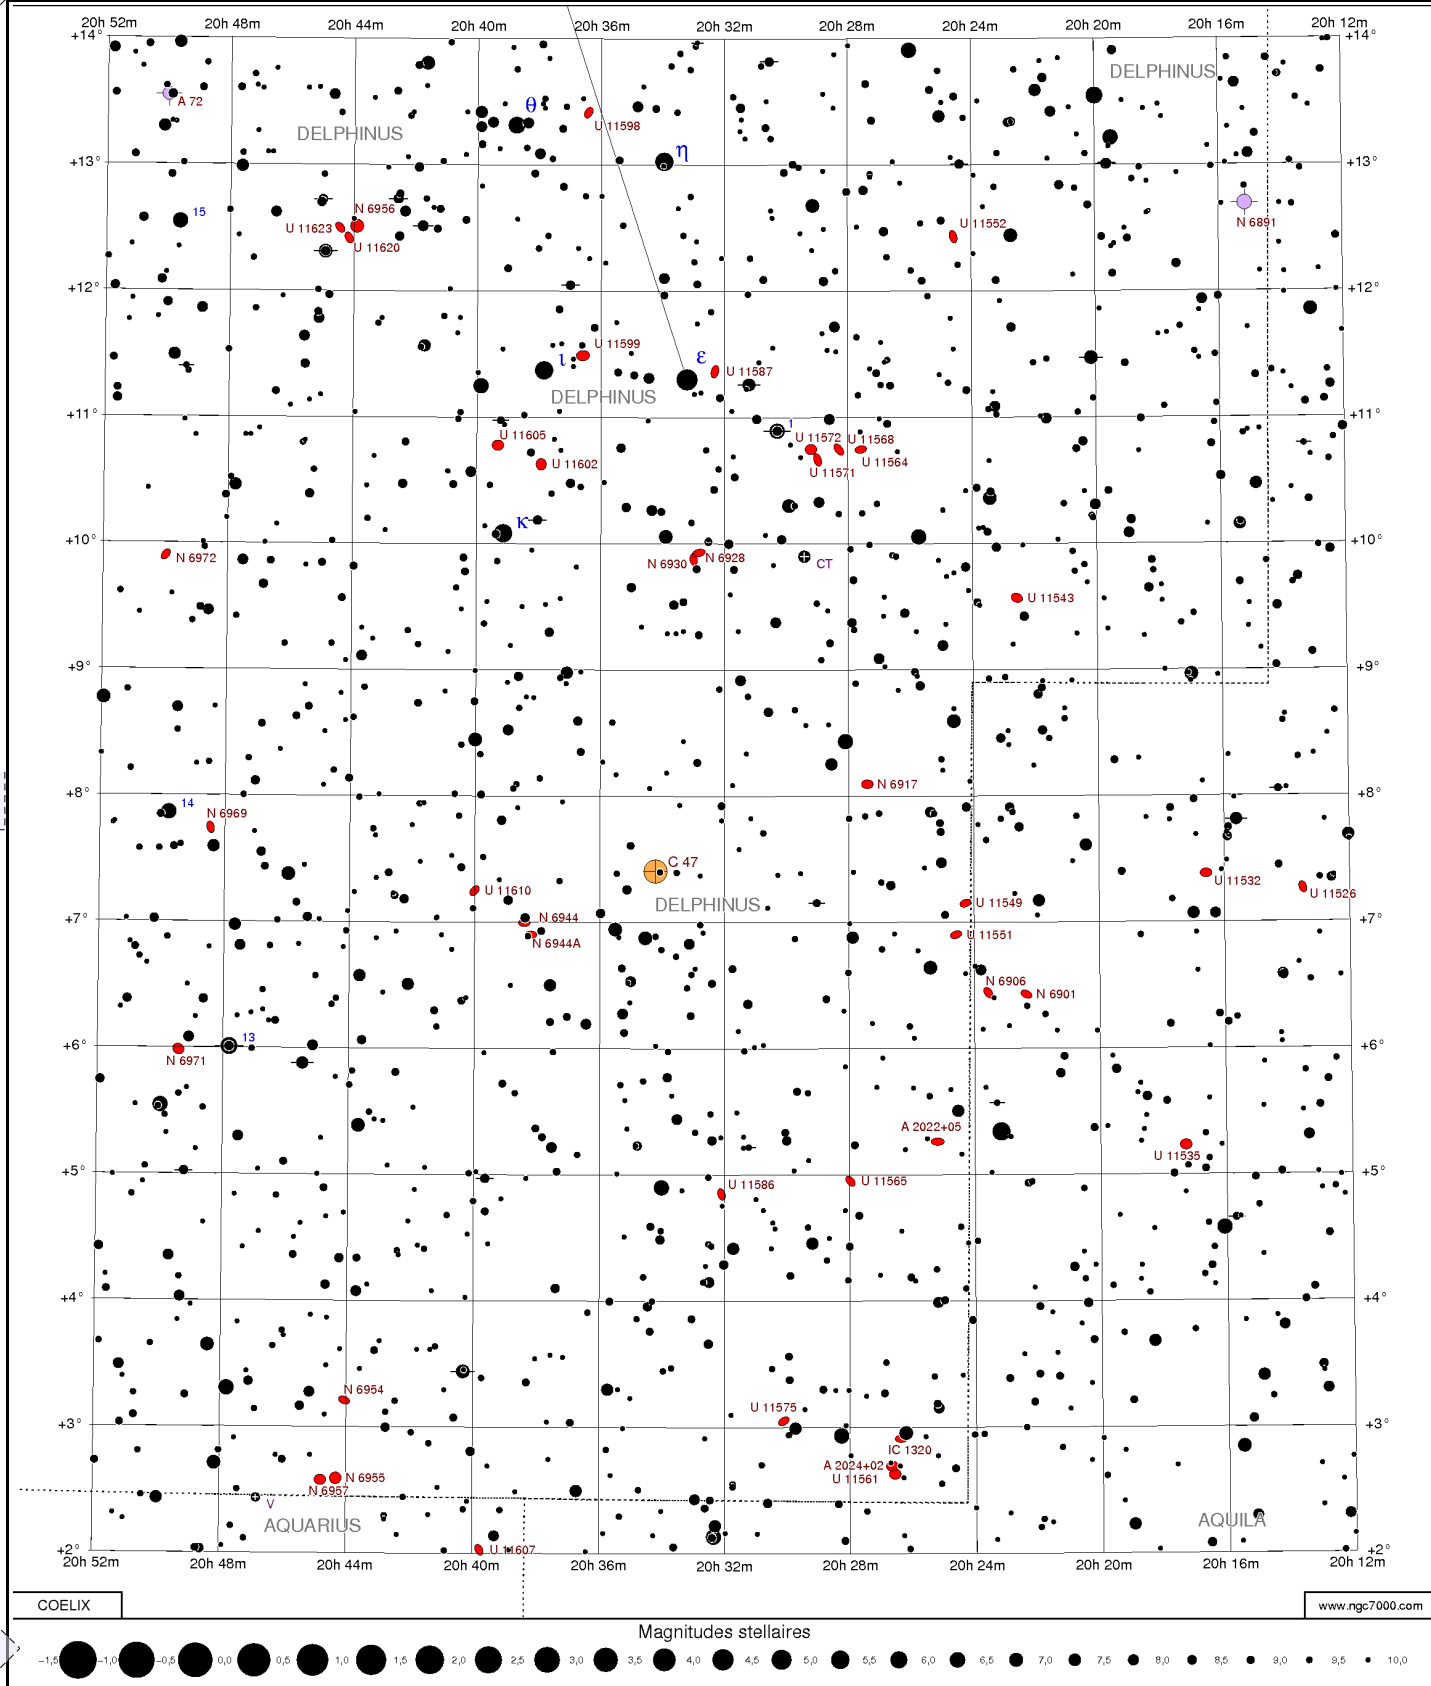 20h 52m 20h 48m 20h 44m 20h 40m 20h 36m 20h 32m 20h 28m 20h 24m 20h 20m 20h 16m 20h 12m
+14° +14°
DELPHINUS
A 72
θ
U 11598
DELPHINUS
η
+13° +13°
15
N 6956
U 11623
U 11620
U 11552
N 6891
+12° +12°
U 11599
ι
ε
U 11587
DELPHINUS
+11° +11°
1
U 11605
U 11572 U 11568
U 11602
U 11571
U 11564
κ
+10° +10°
N 6972
N 6930
N 6928
CT
U 11543
+9° +9°
N 6917
+8° +8°
14
N 6969
C 47
U 11610
U 11532
U 11526
DELPHINUS
U 11549
N 6944
+7° +7°
N 6944A
U 11551
N 6906
N 6901
13
+6° +6°
N 6971
A 2022+05
U 11535
+5° +5°
U 11586
U 11565
+4° +4°
N 6954
U 11575
+3° +3°
IC 1320
A 2024+02
U 11561
N 6955
N 6957
V
AQUARIUS
AQUILA
U 11607
+2° +2°
20h 52m 20h 48m 20h 44m 20h 40m 20h 36m 20h 32m 20h 28m 20h 24m 20h 20m 20h 16m 20h 12m
COELIX
www.ngc7000.com
Magnitudes stellaires
-1,5 -1,0 -0,5 0,0 0,5 1,0 1,5 2,0 2,5 3,0 3,5 4,0 4,5 5,0 5,5 6,0 6,5 7,0 7,5 8,0 8,5 9,0 9,5 10,0